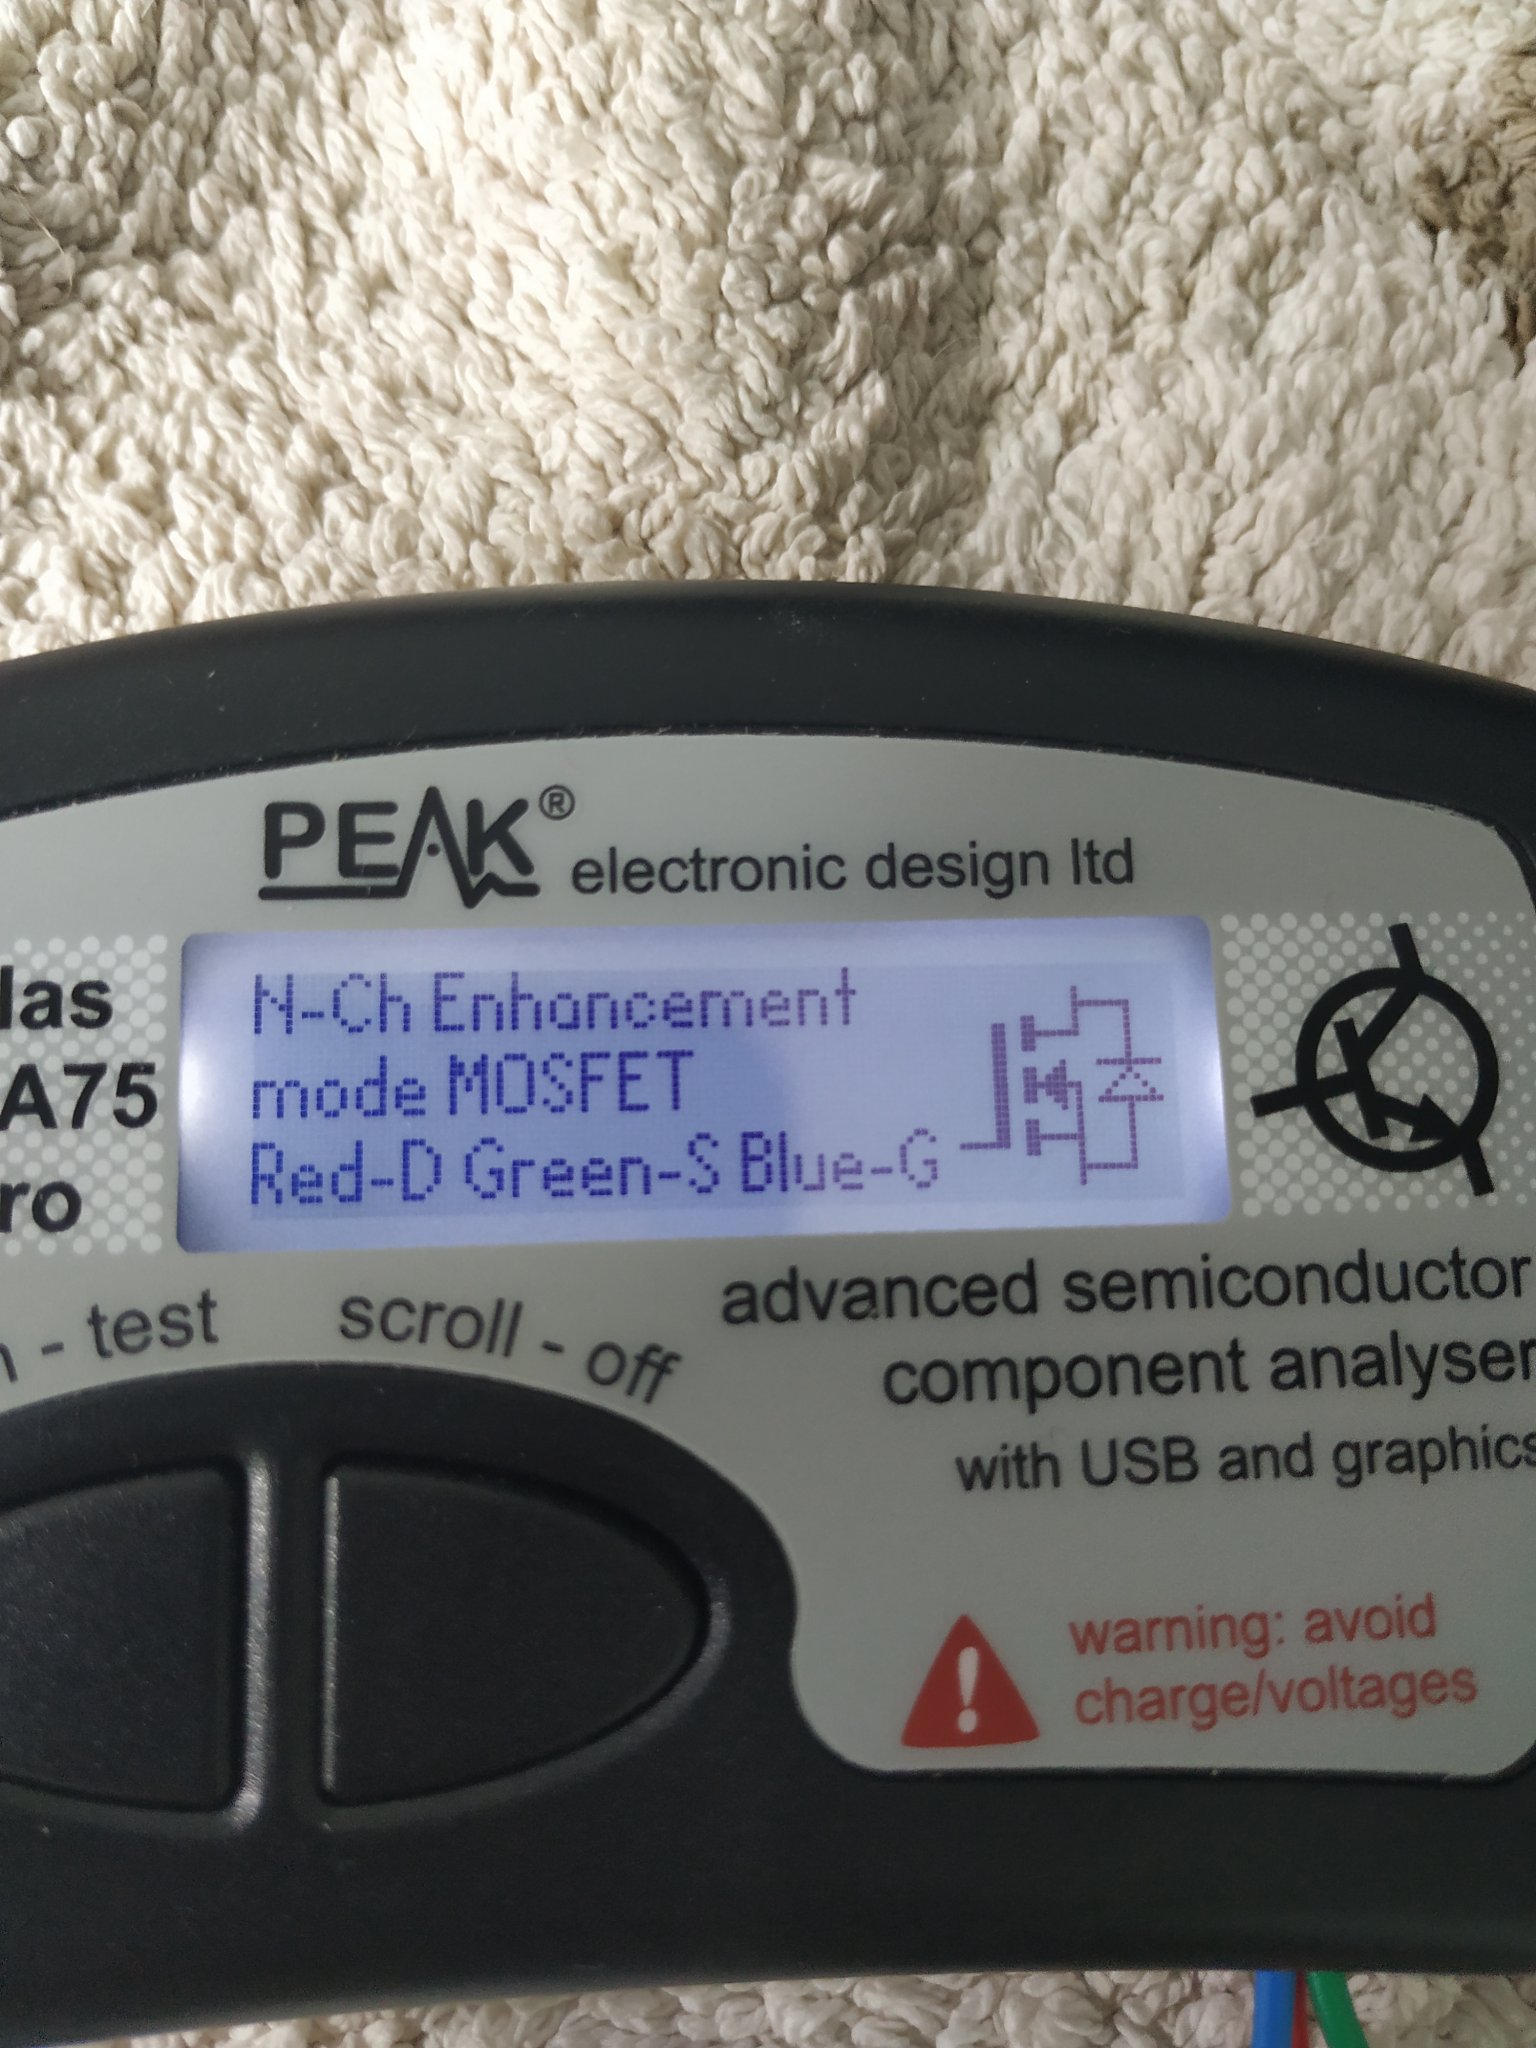 PEAK® electronic design ltd
las
A75
ro
N-Ch Enhancement
mode MOSFET
Red-D Green-S Blue-G
- test
scroll - off
advanced semiconductor
component analyser
with USB and graphics
warning: avoid
charge/voltages